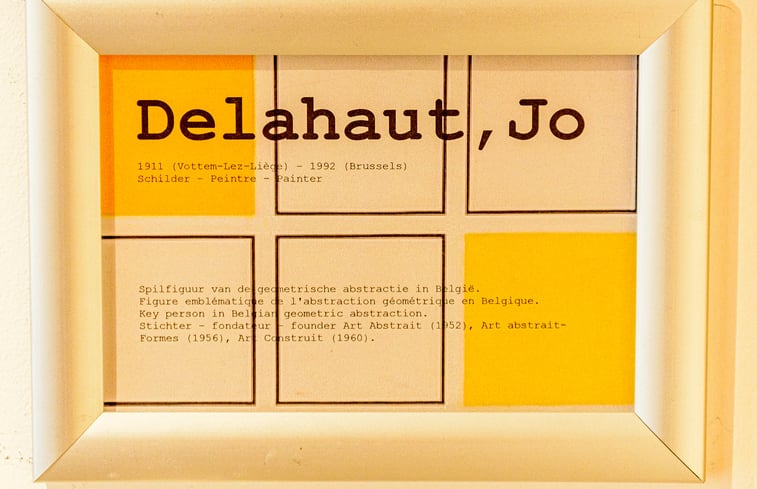 Delahaut,Jo
1911 (Vottem-Lez-Liège) - 1992 (Brussels)
Schilder - Peintre - Painter
Spilfiguur van de geometrische abstractie in België.
Figure emblématique de l'abstraction géométrique en Belgique.
Key person in Belgian geometric abstraction.
Stichter - fondateur - founder Art Abstrait (1952), Art abstrait-
Formes (1956), Art Construit (1960).